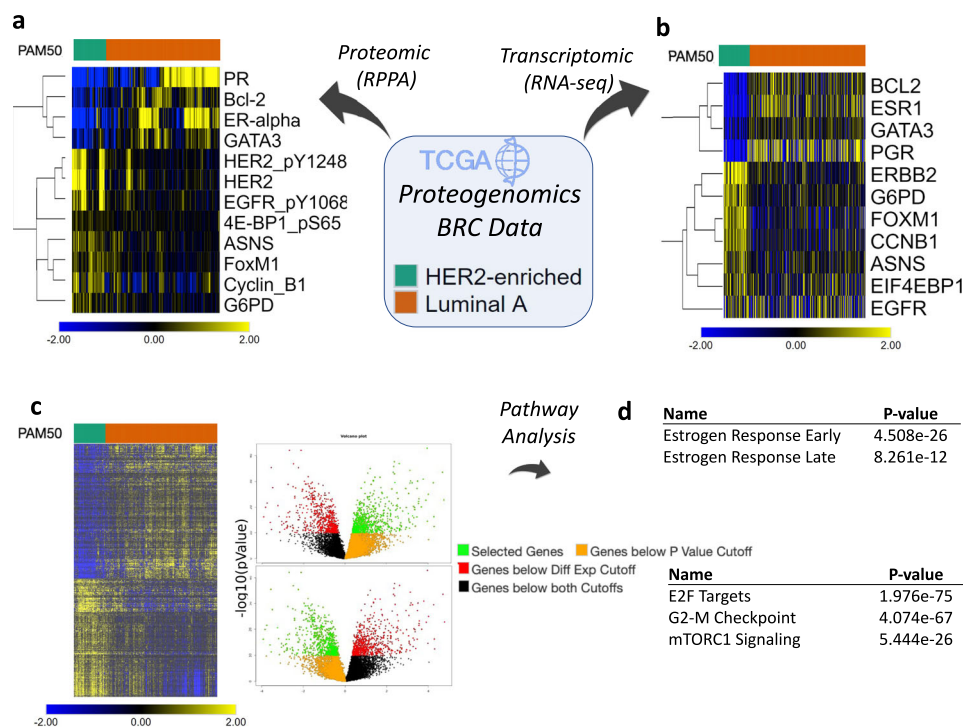 a
PAM50
PR
Bcl-2
ER-alpha
GATA3
HER2_pY1248
HER2
EGFR_pY1068
4E-BP1_pS65
ASNS
FoxM1
Cyclin_B1
G6PD
-2.00 0.00 2.00
Proteomic
(RPPA)
Transcriptomic
(RNA-seq)
TCGA
Proteogenomics
BRC Data
HER2-enriched
Luminal A
b
PAM50
BCL2
ESR1
GATA3
PGR
ERBB2
G6PD
FOXM1
CCNB1
ASNS
EIF4EBP1
EGFR
-2.00 0.00 2.00
c
PAM50
-2.00 0.00 2.00
Volcano plot
-log10(pValue)
Selected Genes Genes below P Value Cutoff
Genes below Diff Exp Cutoff
Genes below both Cutoffs
Pathway
Analysis
d
Name P-value
Estrogen Response Early 4.508e-26
Estrogen Response Late 8.261e-12
Name P-value
E2F Targets 1.976e-75
G2-M Checkpoint 4.074e-67
mTORC1 Signaling 5.444e-26